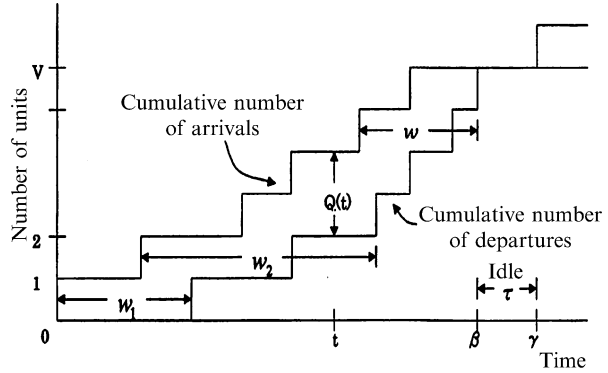 Number of units
V
2
1
0
Cumulative number
of arrivals
w
Q(t)
Cumulative number
of departures
w₂
w₁
Idle
τ
t
β
γ
Time